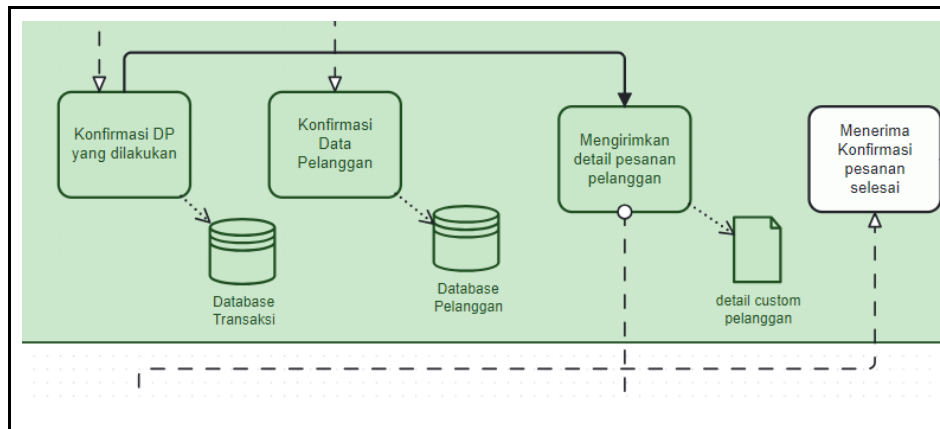 Konfirmasi DP
yang dilakukan
Konfirmasi
Data
Pelanggan
Mengirimkan
detail pesanan
pelanggan
Menerima
Konfirmasi
pesanan
selesai
Database
Transaksi
Database
Pelanggan
detail custom
pelanggan